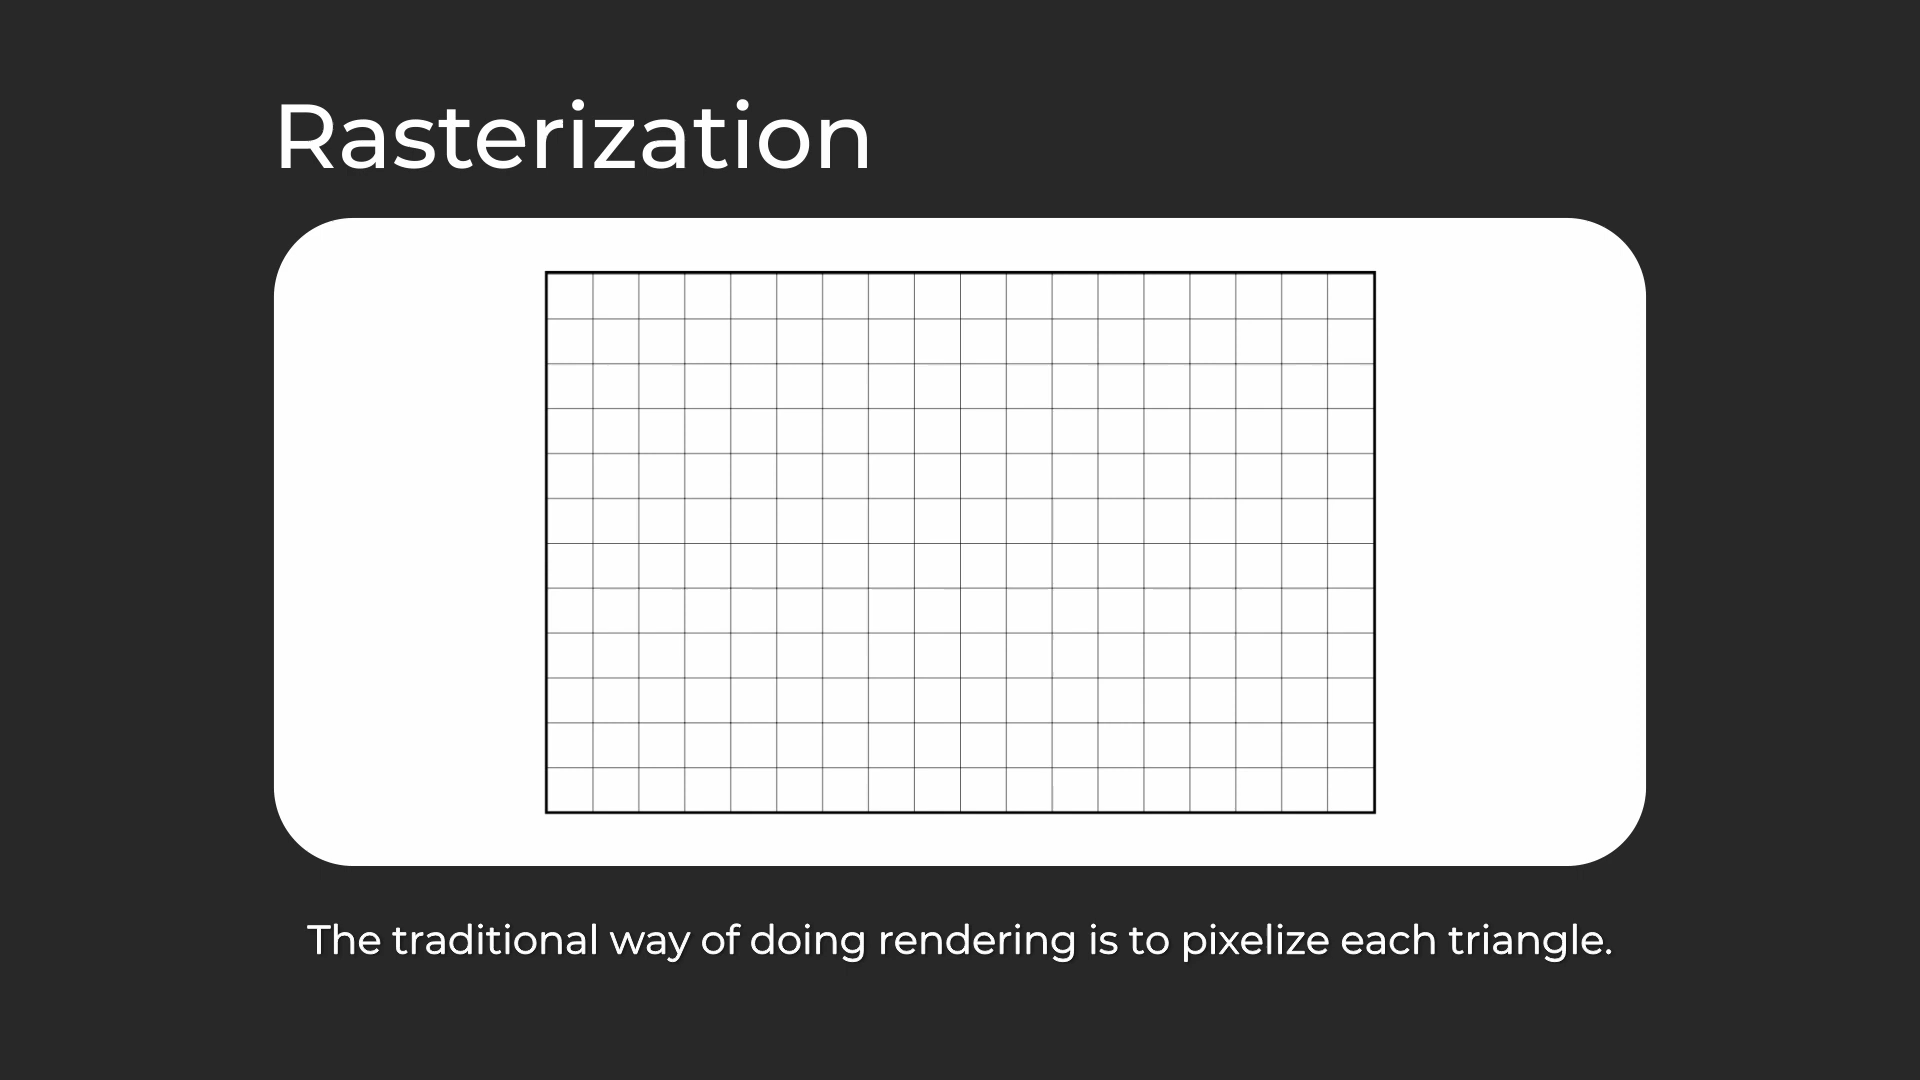 Rasterization
The traditional way of doing rendering is to pixelize each triangle.